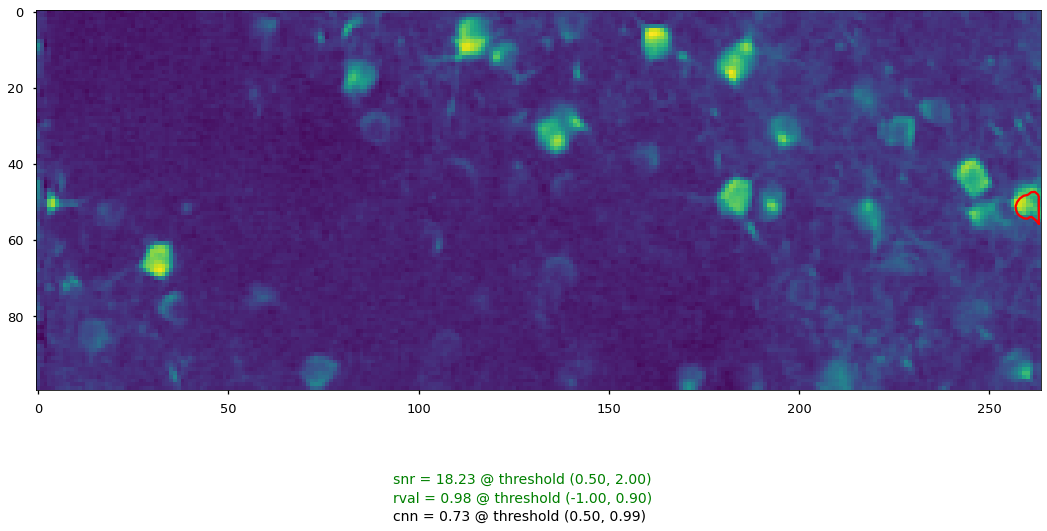 0
20
40
60
80
0 50 100 150 200 250
snr = 18.23 @ threshold (0.50, 2.00)
rval = 0.98 @ threshold (-1.00, 0.90)
cnn = 0.73 @ threshold (0.50, 0.99)